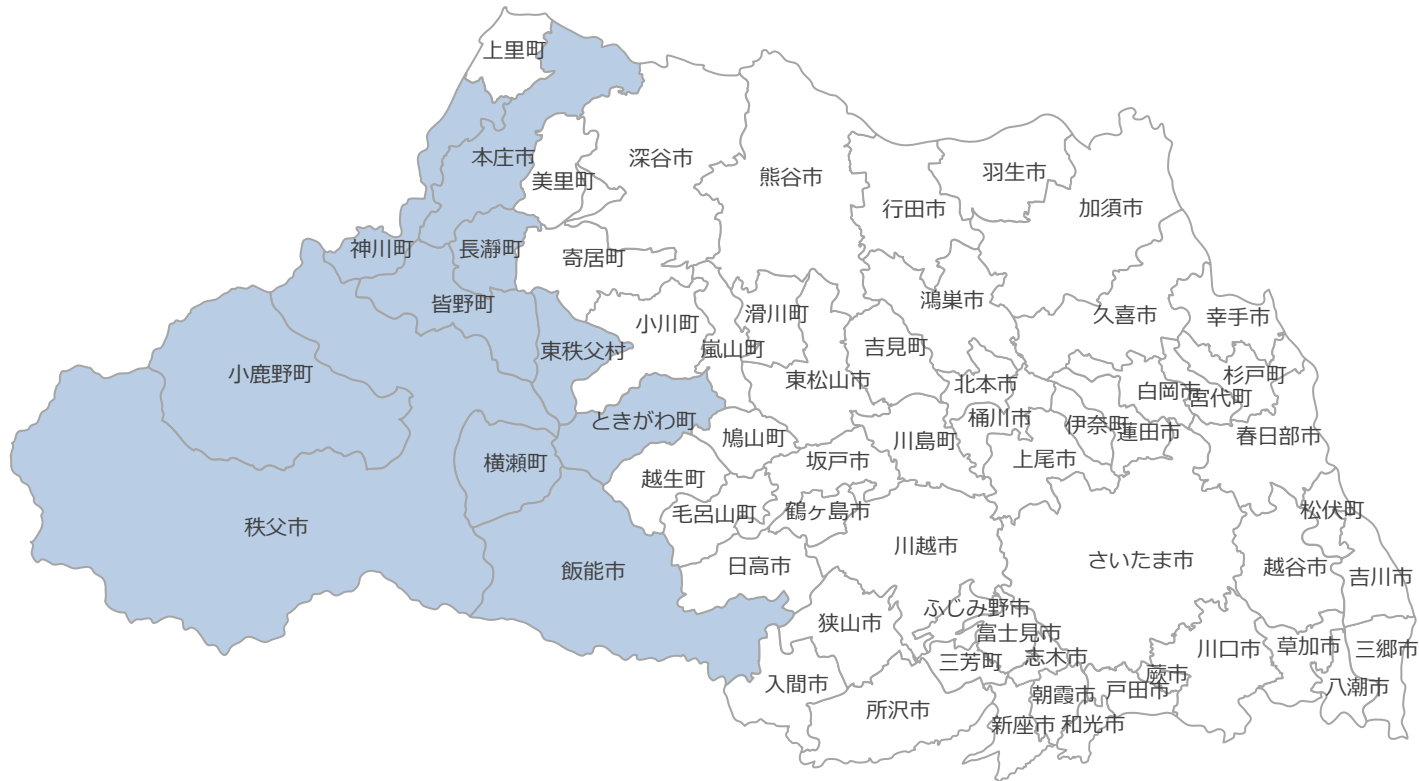 上里町
本庄市
美里町
深谷市
熊谷市
行田市
羽生市
加須市
神川町
長瀞町
寄居町
皆野町
小川町
嵐山町
滑川町
吉見町
鴻巣市
久喜市
幸手市
東秩父村
小鹿野町
東松山市
北本市
白岡市
杉戸町
宮代町
ときがわ町
鳩山町
川島町
桶川市
伊奈町
蓮田市
春日部市
横瀬町
越生町
坂戸市
上尾市
秩父市
毛呂山町
鶴ヶ島市
松伏町
飯能市
日高市
川越市
さいたま市
越谷市
吉川市
狭山市
ふじみ野市
富士見市
三芳町
志木市
川口市
草加市
三郷市
入間市
所沢市
朝霞市
戸田市
蕨市
八潮市
新座市
和光市